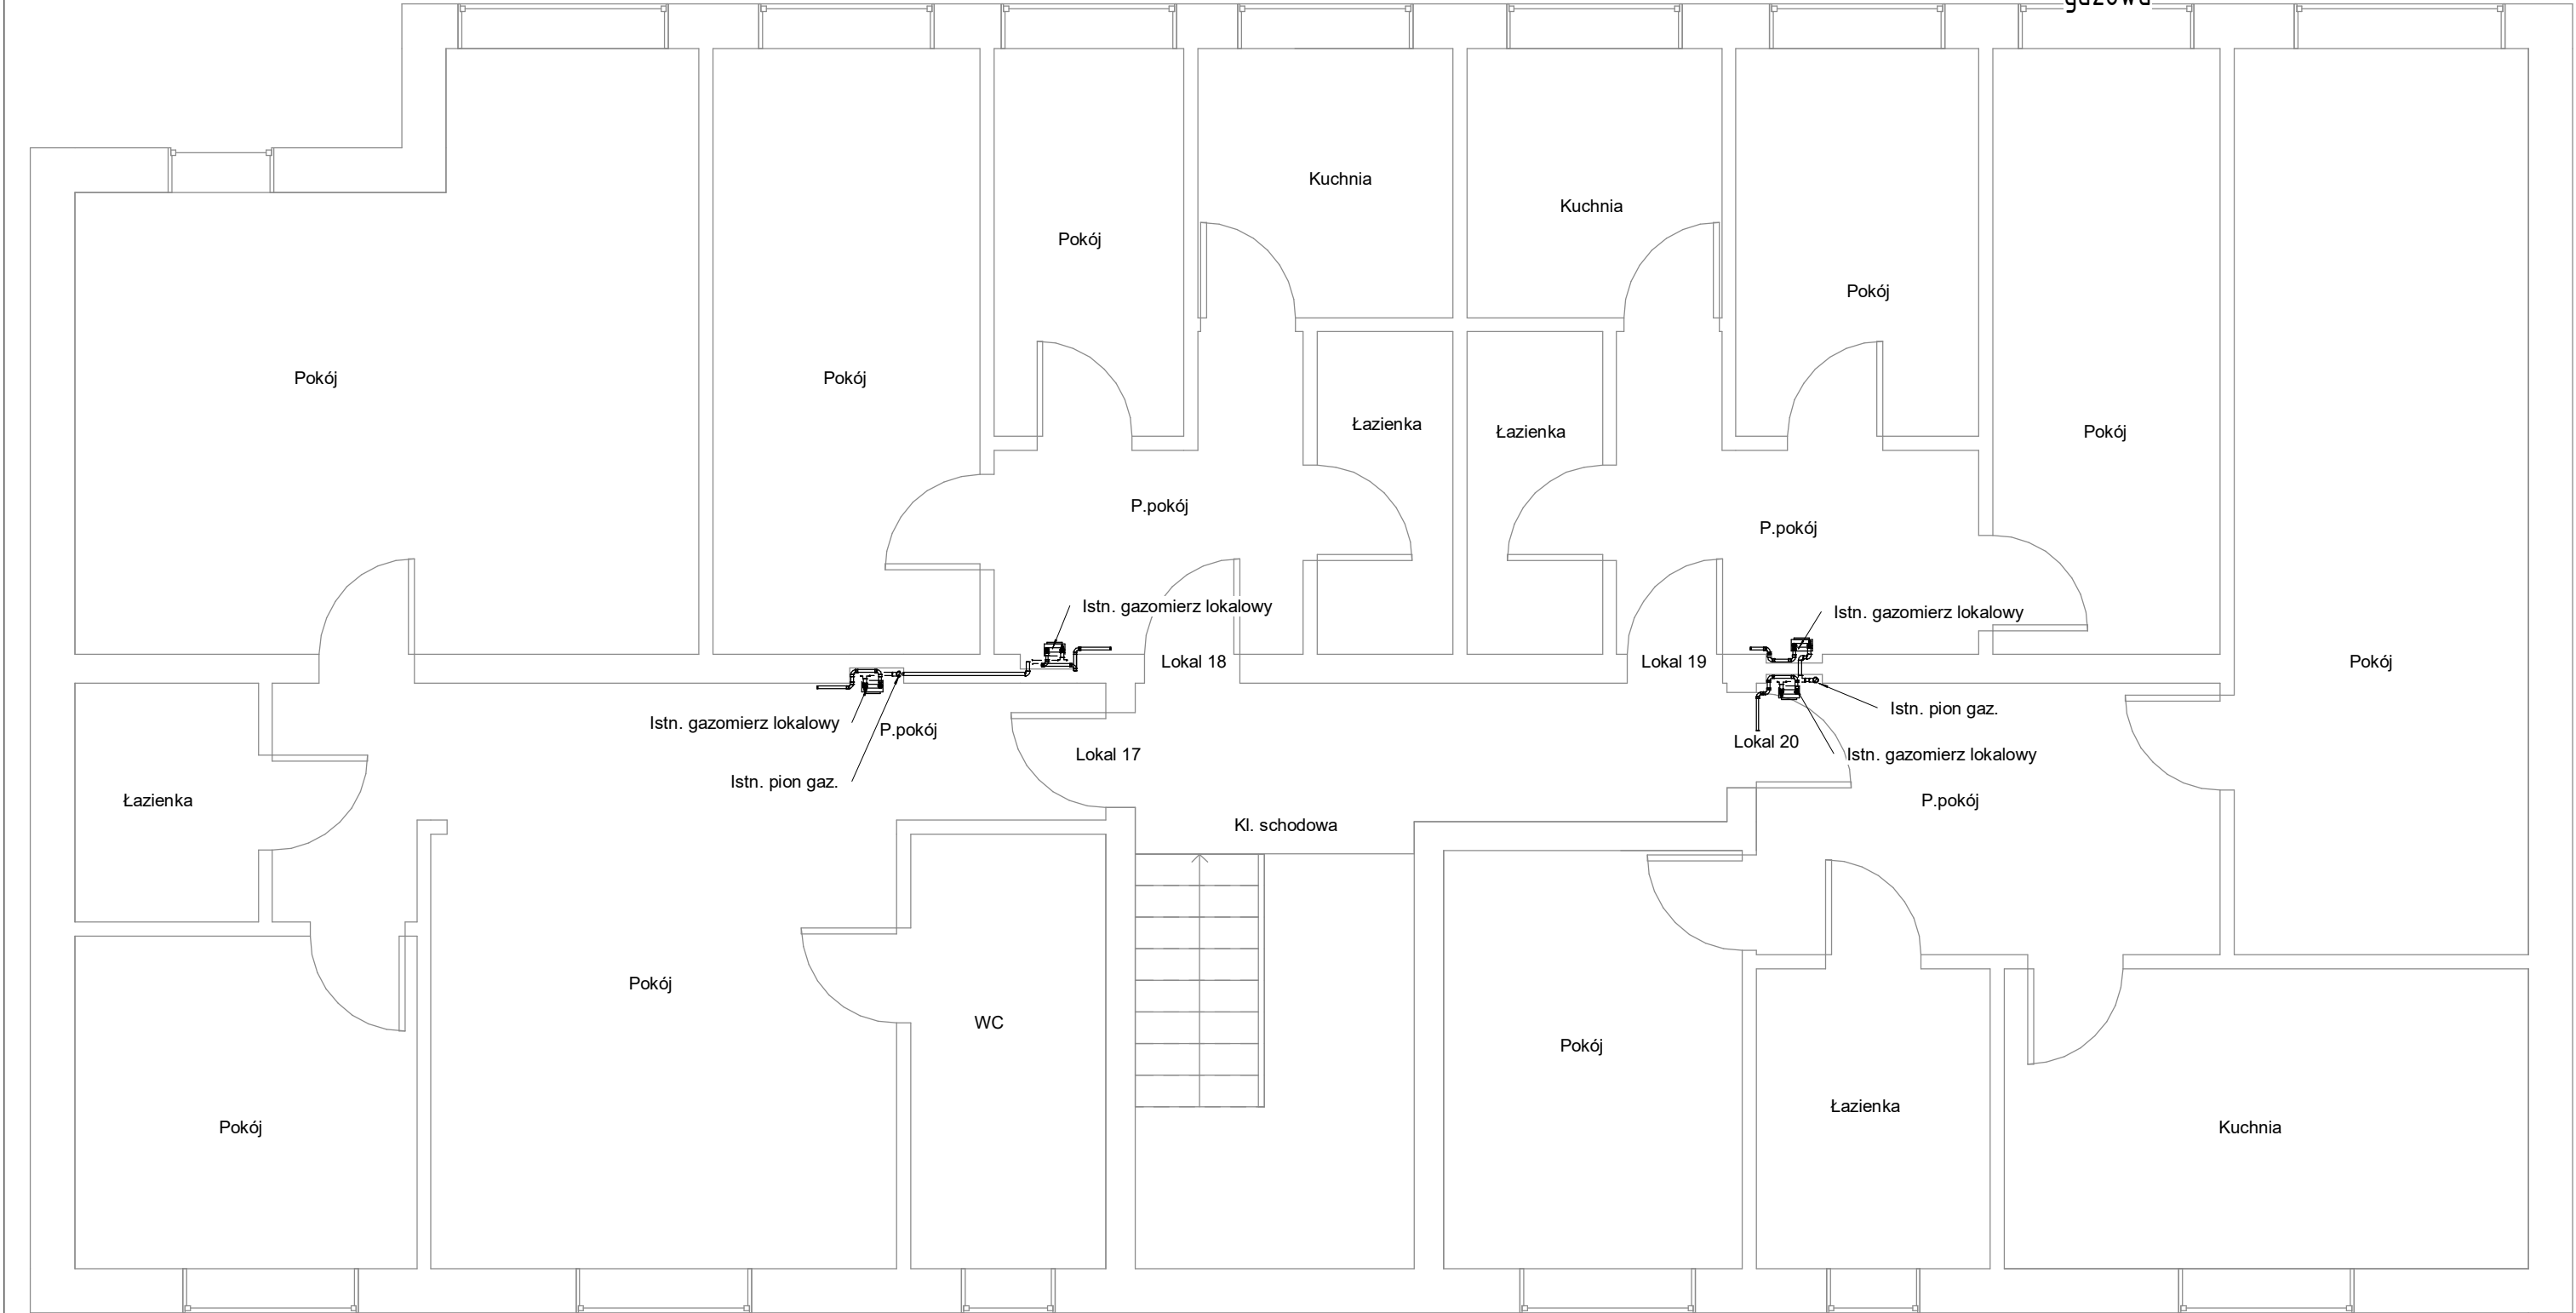 Kuchnia
Kuchnia
Pokój
Pokój
Pokój
Pokój
Łazienka
Łazienka
Pokój
P.pokój
P.pokój
Istn. gazomierz lokalowy
Istn. gazomierz lokalowy
Lokal 18
Lokal 19
Pokój
Istn. gazomierz lokalowy
P.pokój
Istn. pion gaz.
Lokal 20
Lokal 17
Istn. gazomierz lokalowy
Istn. pion gaz.
Łazienka
P.pokój
Kl. schodowa
Pokój
WC
Pokój
Łazienka
Pokój
Kuchnia